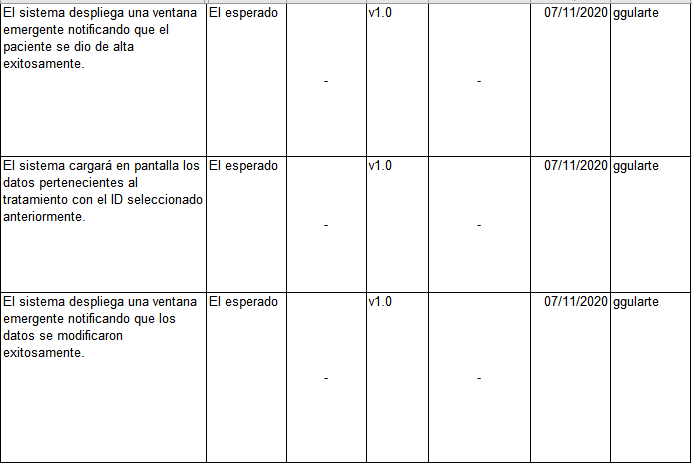 El sistema despliega una ventana
emergente notificando que el
paciente se dio de alta
exitosamente.
El esperado
-
v1.0
-
07/11/2020
ggularte
El sistema cargará en pantalla los
datos pertenecientes al
tratamiento con el ID seleccionado
anteriormente.
El esperado
-
v1.0
-
07/11/2020
ggularte
El sistema despliega una ventana
emergente notificando que los
datos se modificaron
exitosamente.
El esperado
-
v1.0
-
07/11/2020
ggularte